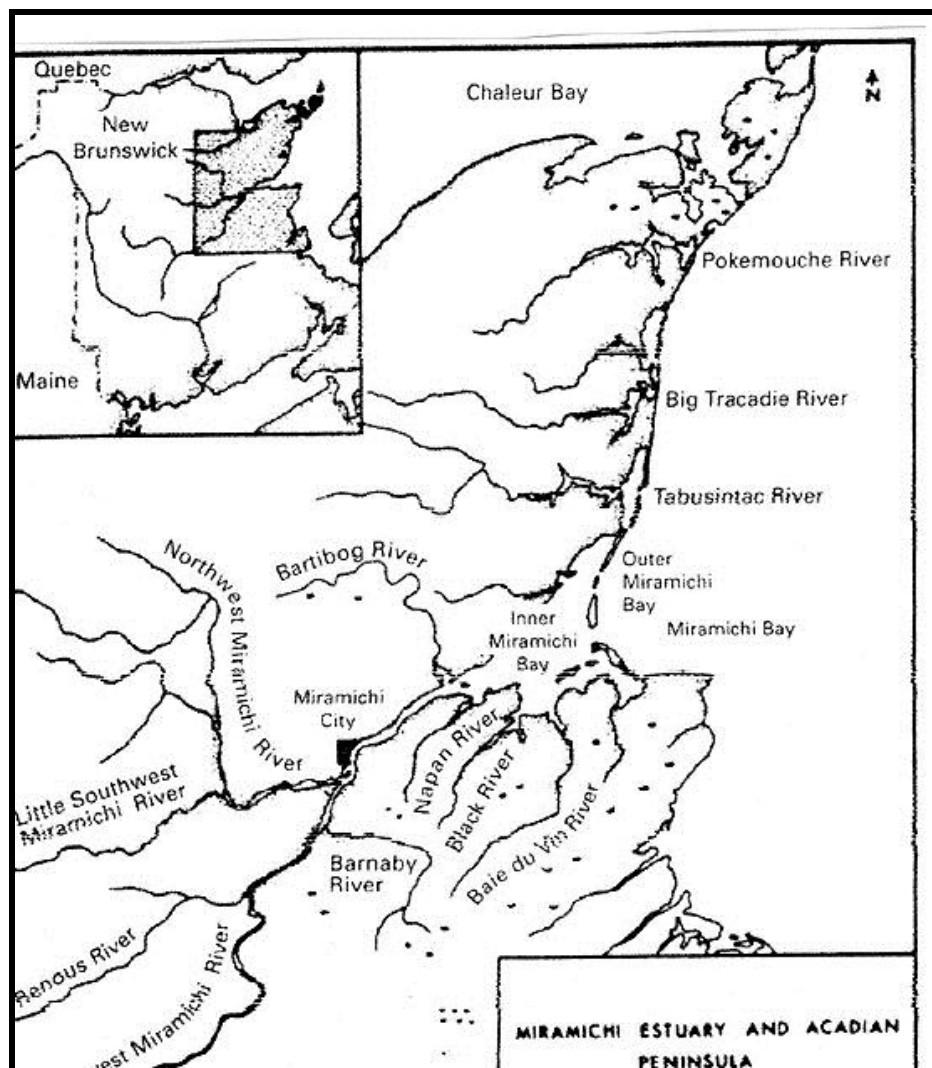 Quebec
New
Brunswick
Maine
Chaleur Bay
N
Pokemouche River
Big Tracadie River
Tabusintac River
Outer
Miramichi
Bay
Miramichi Bay
Inner
Miramichi
Bay
Bartibog River
Northwest Miramichi River
Miramichi
City
Napan River
Black River
Baie du Vin River
Little Southwest
Miramichi River
Barnaby
River
Renous River
west Miramichi River
MIRAMICHI ESTUARY AND ACADIAN
PENINSULA